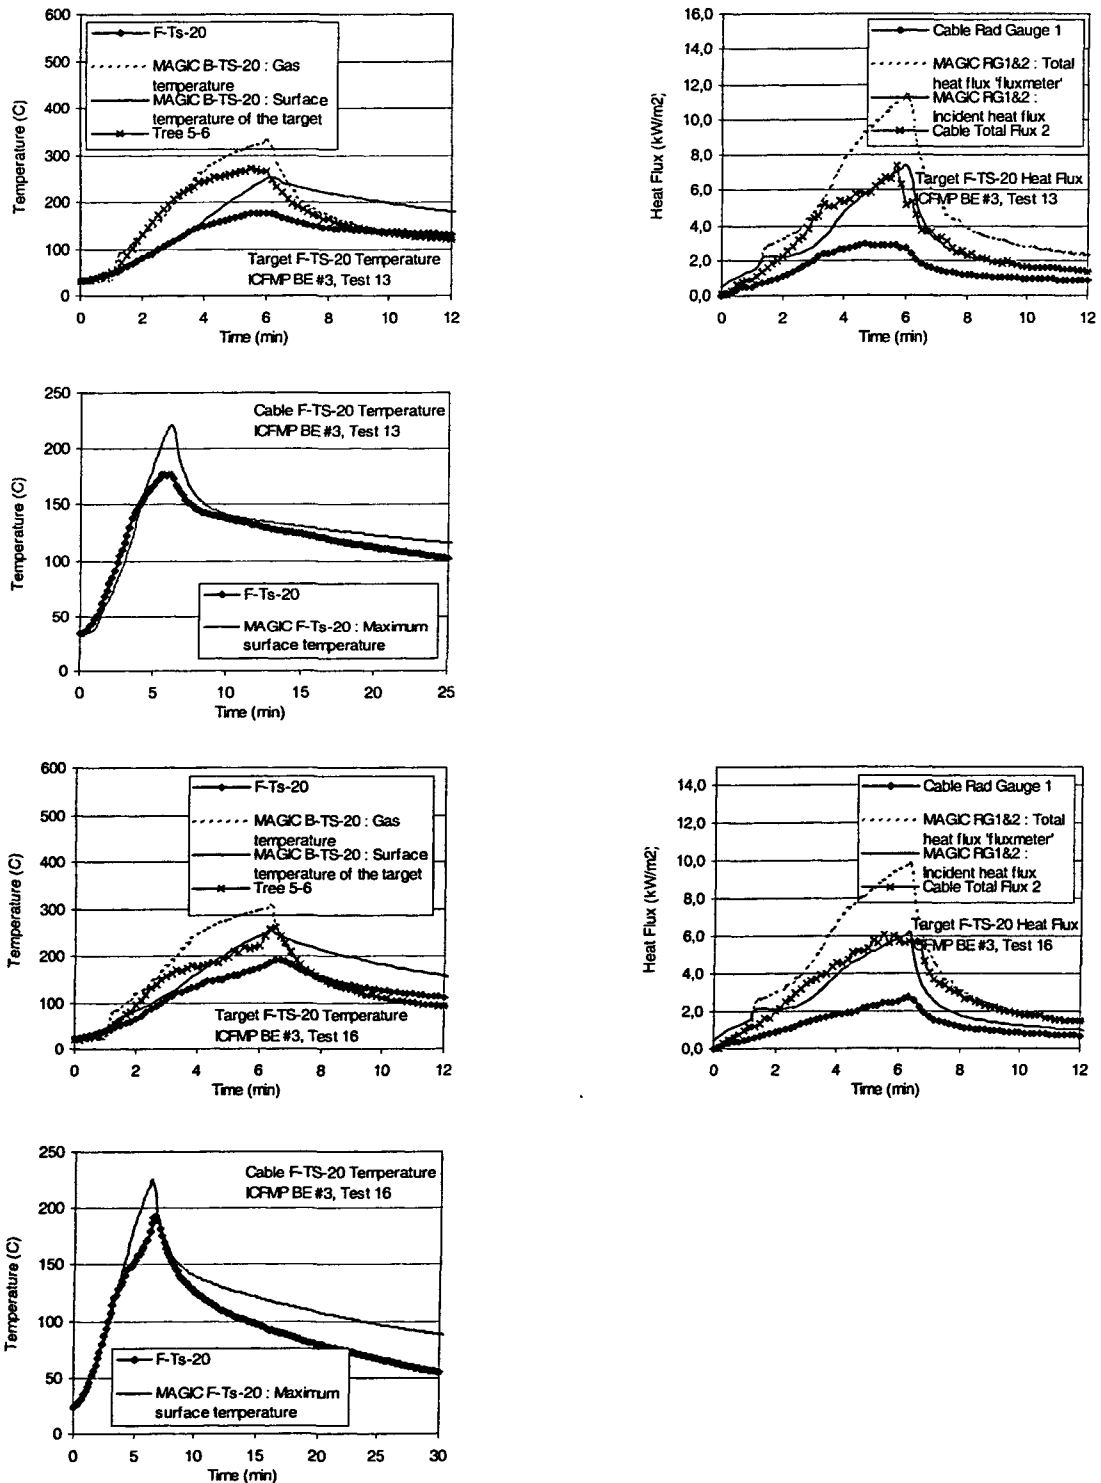 600
500
400
300
200
100
0
Temperature (C)
F-Ts-20
MAGIC B-TS-20 : Gas
temperature
MAGIC B-TS-20 : Surface
temperature of the target
Tree 5-6
Target F-TS-20 Temperature
ICFMP BE #3, Test 13
0 2 4 6 8 10 12
Time (min)
16,0
14,0
12,0
10,0
8,0
6,0
4,0
2,0
0,0
Heat Flux (kW/m2;
Cable Rad Gauge 1
MAGIC RG1&2 : Total
heat flux 'fluxmeter'
MAGIC RG1&2 :
Incident heat flux
Cable Total Flux 2
Target F-TS-20 Heat Flux
ICFMP BE #3, Test 13
0 2 4 6 8 10 12
Time (min)
250
200
150
100
50
0
Temperature (C)
Cable F-TS-20 Temperature
ICFMP BE #3, Test 13
F-Ts-20
MAGIC F-Ts-20 : Maximum
surface temperature
0 5 10 15 20 25
Time (min)
600
500
400
300
200
100
0
Temperature (C)
F-Ts-20
MAGIC B-TS-20 : Gas
temperature
MAGIC B-TS-20 : Surface
temperature of the target
Tree 5-6
Target F-TS-20 Temperature
ICFMP BE #3, Test 16
0 2 4 6 8 10 12
Time (min)
14,0
12,0
10,0
8,0
6,0
4,0
2,0
0,0
Heat Flux (kW/m2;
Cable Rad Gauge 1
MAGIC RG1&2 : Total
heat flux 'fluxmeter'
MAGIC RG1&2 :
Incident heat flux
Cable Total Flux 2
Target F-TS-20 Heat Flux
ICFMP BE #3, Test 16
0 2 4 6 8 10 12
Time (min)
250
200
150
100
50
0
Temperature (C)
Cable F-TS-20 Temperature
ICFMP BE #3, Test 16
F-Ts-20
MAGIC F-Ts-20 : Maximum
surface temperature
0 5 10 15 20 25 30
Time (min)